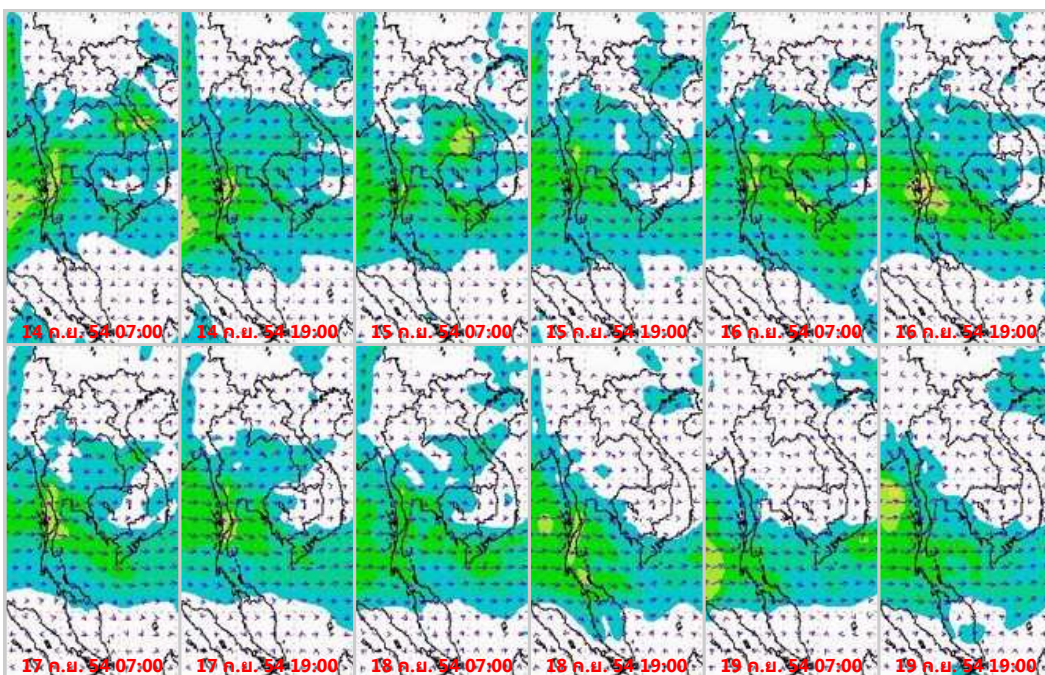 14 ก.ย. 54 07:00
14 ก.ย. 54 19:00
15 ก.ย. 54 07:00
15 ก.ย. 54 19:00
16 ก.ย. 54 07:00
16 ก.ย. 54 19:00
17 ก.ย. 54 07:00
17 ก.ย. 54 19:00
18 ก.ย. 54 07:00
18 ก.ย. 54 19:00
19 ก.ย. 54 07:00
19 ก.ย. 54 19:00